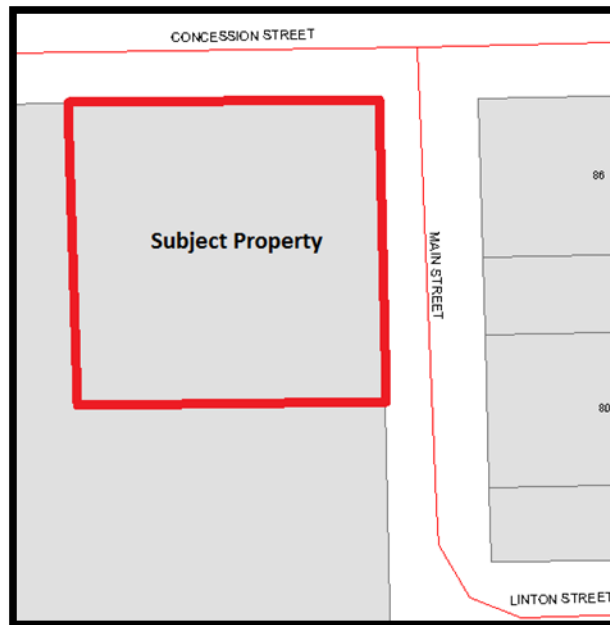 CONCESSION STREET
86
Subject Property
MAIN STREET
80
LINTON STREET